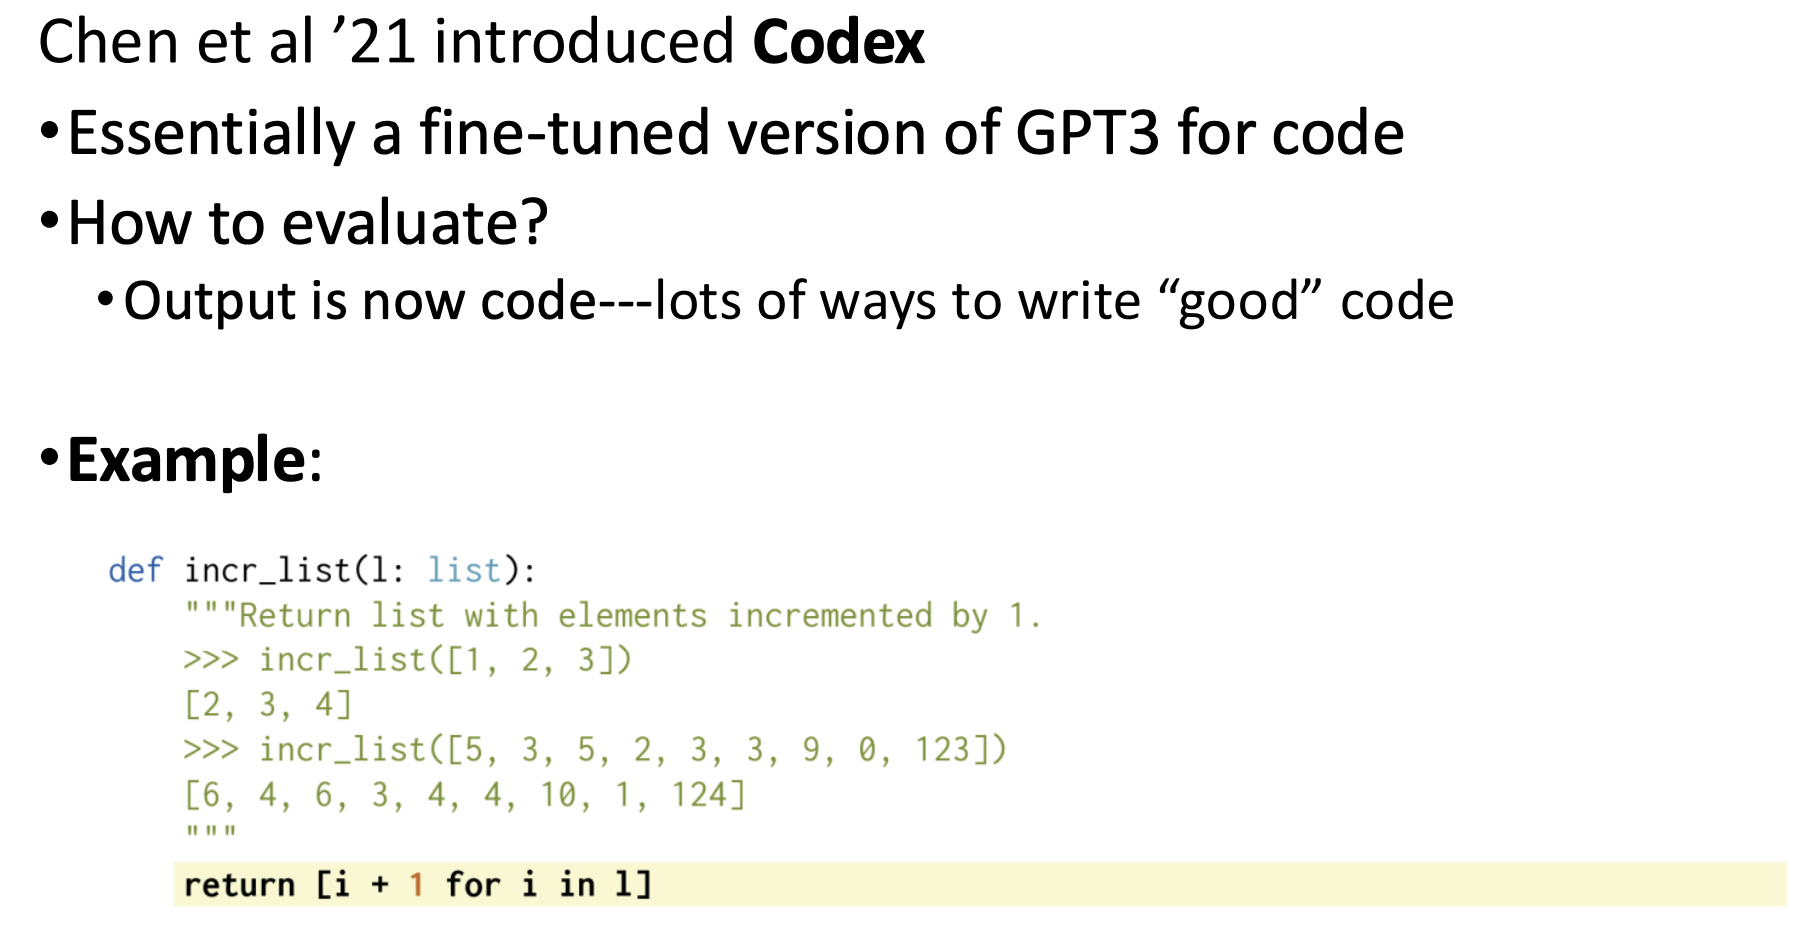 Chen et al ’21 introduced Codex
•Essentially a fine-tuned version of GPT3 for code
•How to evaluate?
•Output is now code---lots of ways to write “good” code
•Example:
def incr_list(l: list):
"""Return list with elements incremented by 1.
>>> incr_list([1, 2, 3])
[2, 3, 4]
>>> incr_list([5, 3, 5, 2, 3, 3, 9, 0, 123])
[6, 4, 6, 3, 4, 4, 10, 1, 124]
"""
return [i + 1 for i in l]